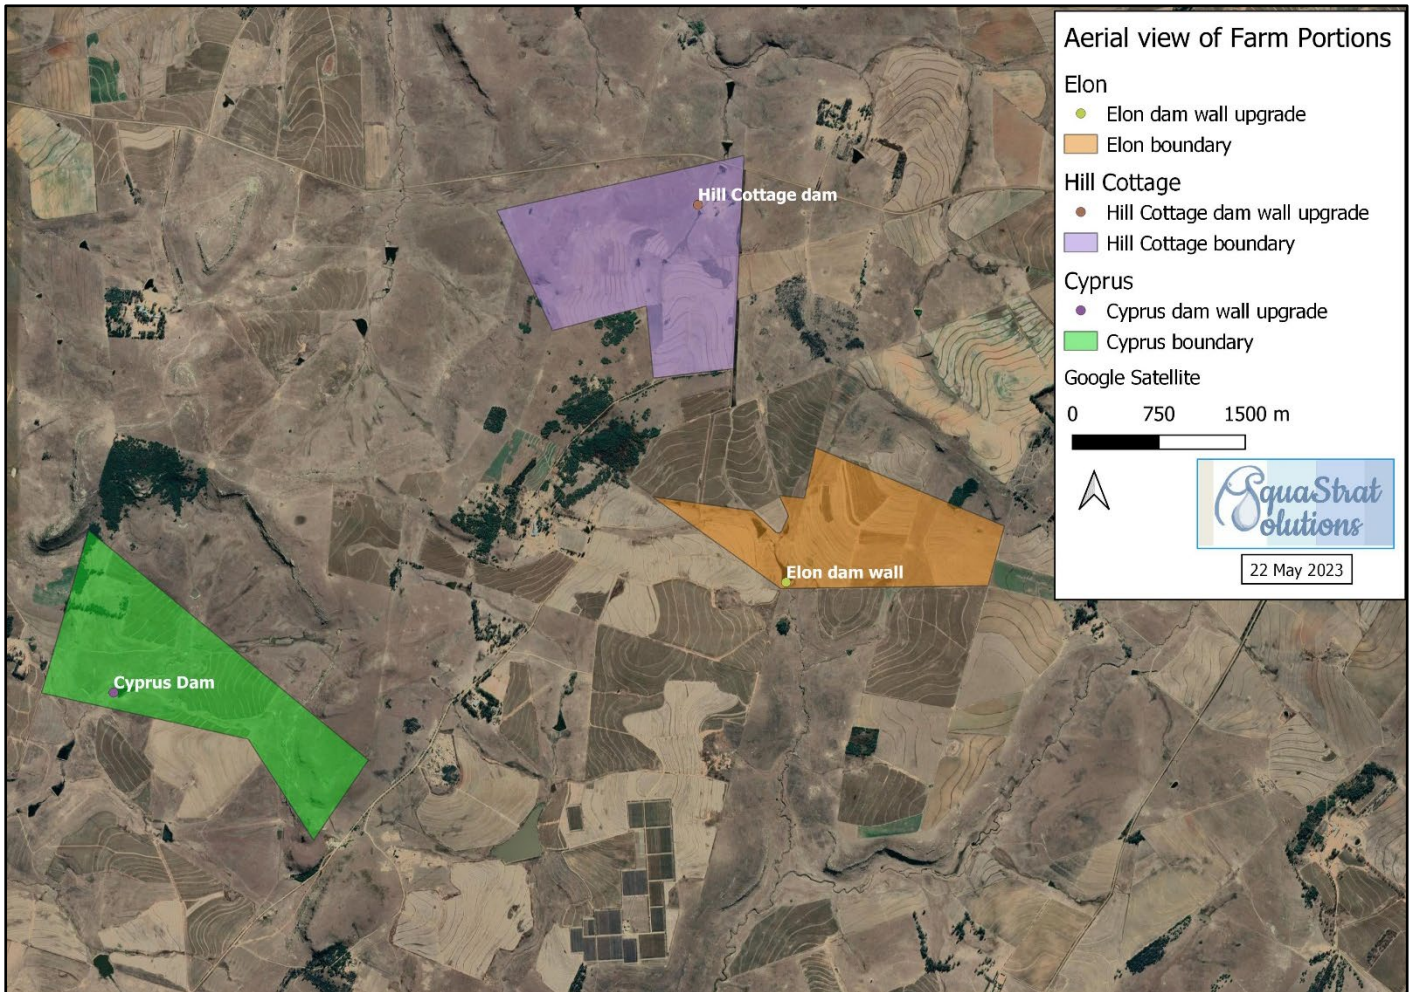 Aerial view of Farm Portions
Elon
Elon dam wall upgrade
Elon boundary
Hill Cottage
Hill Cottage dam wall upgrade
Hill Cottage boundary
Cyprus
Cyprus dam wall upgrade
Cyprus boundary
Google Satellite
0 750 1500 m
AquaStrat
Solutions
22 May 2023
Hill Cottage dam
Elon dam wall
Cyprus Dam